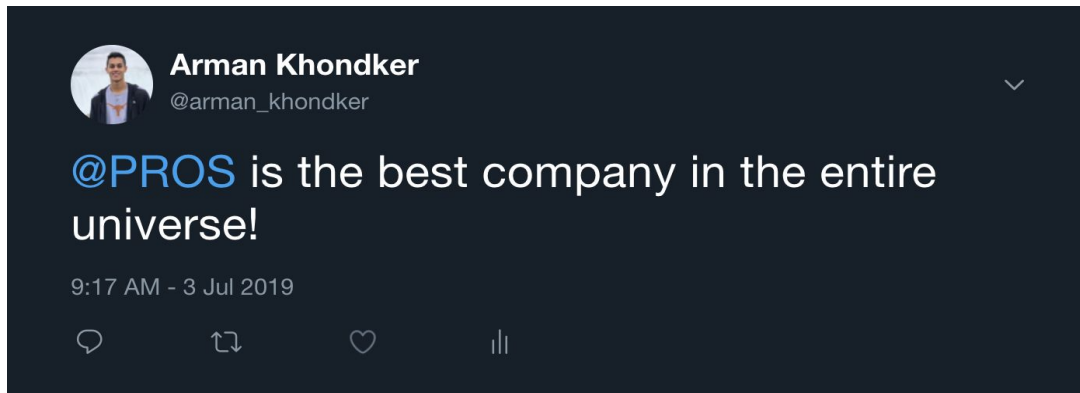 Arman Khondker
@arman_khondker
@PROS is the best company in the entire
universe!
9:17 AM - 3 Jul 2019